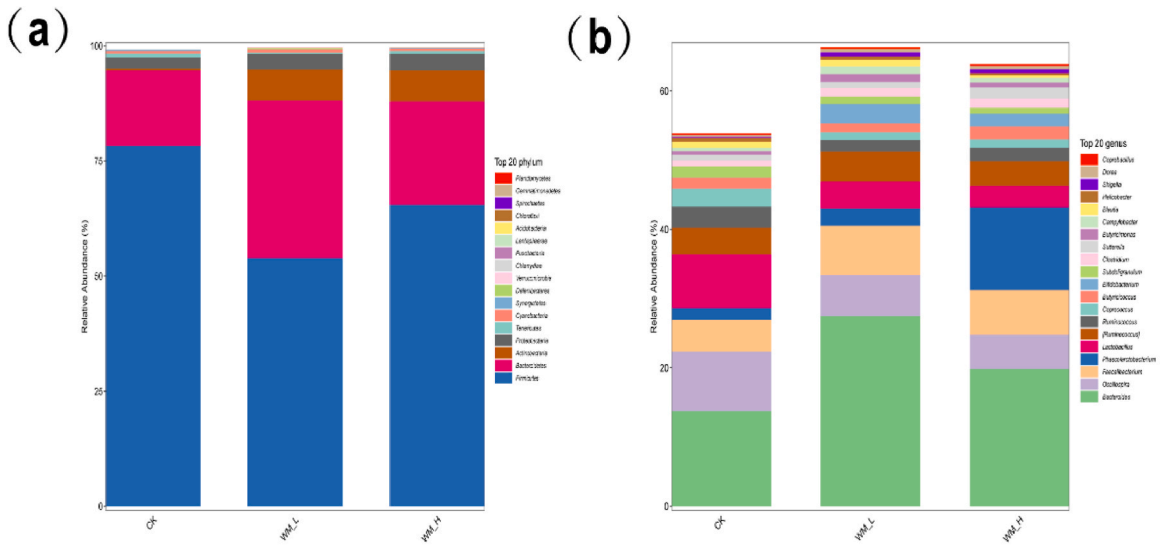 (a)
100
75
50
25
0
Relative Abundance (%)
CK
WM_L
WM_H
Top 20 phylum
Planctomycetes
Gemmatimonadetes
Spirochaetes
Chloroflexi
Acidobacteria
Lentisphaerae
Fusobacteria
Chlamydiae
Verrucomicrobia
Deferribacteres
Synergistetes
Cyanobacteria
Tenericutes
Proteobacteria
Actinobacteria
Bacteroidetes
Firmicutes
(b)
60
40
20
0
Relative Abundance (%)
CK
WM_L
WM_H
Top 20 genus
Coprobacillus
Dorea
Shigella
Helicobacter
Blautia
Campylobacter
Butyricimonas
Sutterella
Clostridium
Subdoligranulum
Bifidobacterium
Butyricicoccus
Coprococcus
Ruminococcus
[Ruminococcus]
Lactobacillus
Phascolarctobacterium
Faecalibacterium
Oscillospira
Bacteroides